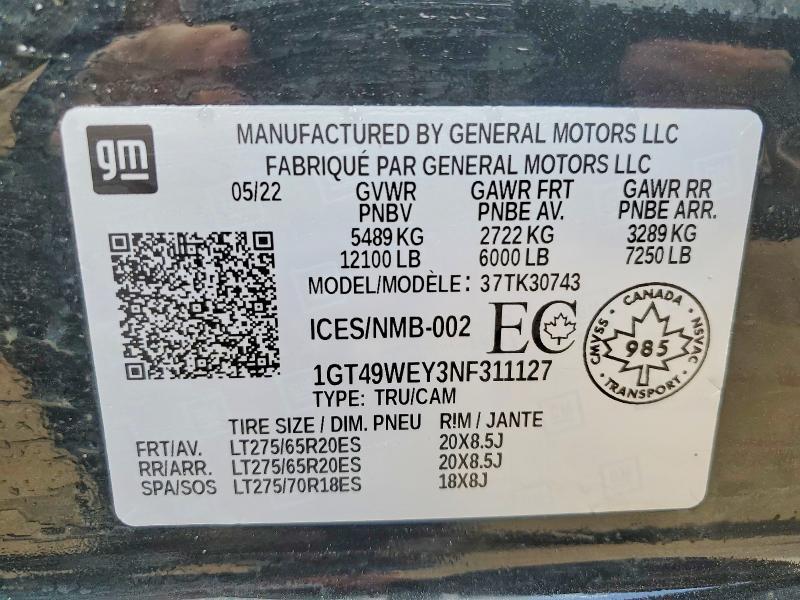 gm
MANUFACTURED BY GENERAL MOTORS LLC
FABRIQUÉ PAR GENERAL MOTORS LLC
05/22 GVWR GAWR FRT GAWR RR
PNBV PNBE AV. PNBE ARR.
5489 KG 2722 KG 3289 KG
12100 LB 6000 LB 7250 LB
MODEL/MODÈLE: 37TK30743
ICES/NMB-002 EC
CANADA
CMVSS 985 NSVAC
TRANSPORT
1GT49WEY3NF311127
TYPE: TRU/CAM
TIRE SIZE / DIM. PNEU R!M / JANTE
FRT/AV. LT275/65R20ES 20X8.5J
RR/ARR. LT275/65R20ES 20X8.5J
SPA/SOS LT275/70R18ES 18X8J